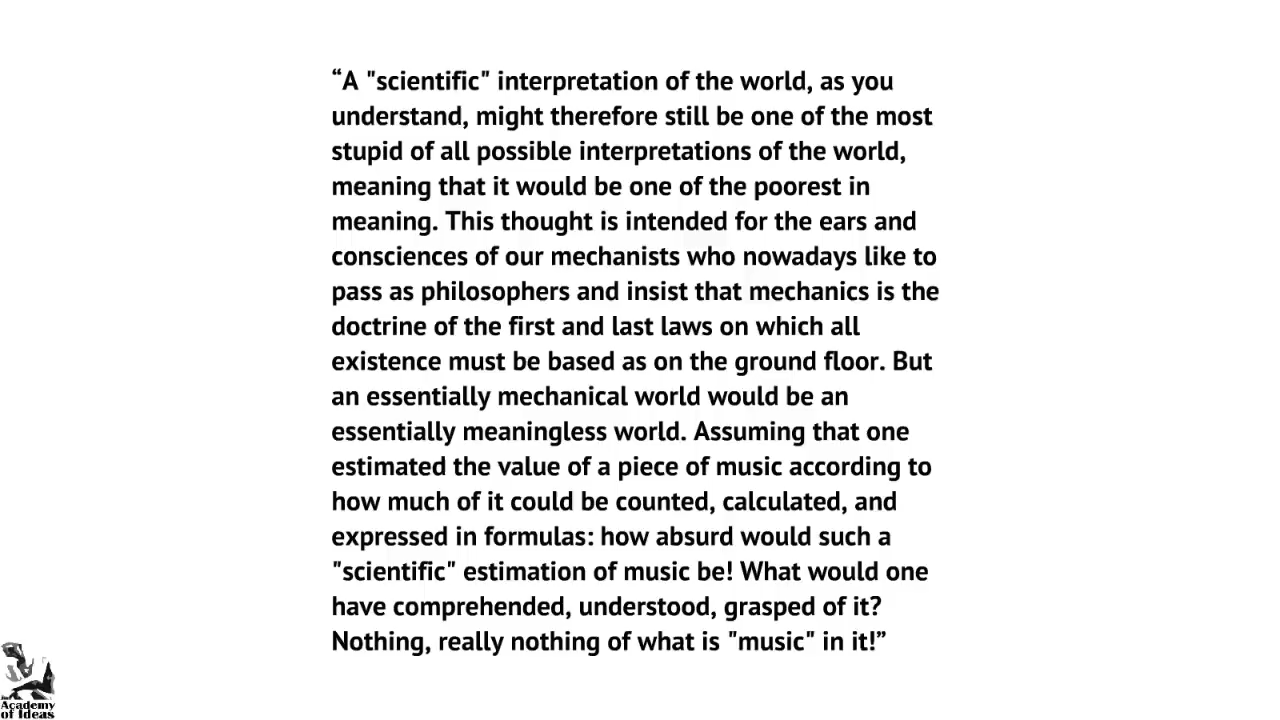 “A "scientific" interpretation of the world, as you
understand, might therefore still be one of the most
stupid of all possible interpretations of the world,
meaning that it would be one of the poorest in
meaning. This thought is intended for the ears and
consciences of our mechanists who nowadays like to
pass as philosophers and insist that mechanics is the
doctrine of the first and last laws on which all
existence must be based as on the ground floor. But
an essentially mechanical world would be an
essentially meaningless world. Assuming that one
estimated the value of a piece of music according to
how much of it could be counted, calculated, and
expressed in formulas: how absurd would such a
"scientific" estimation of music be! What would one
have comprehended, understood, grasped of it?
Nothing, really nothing of what is "music" in it!”
Academy
of Ideas